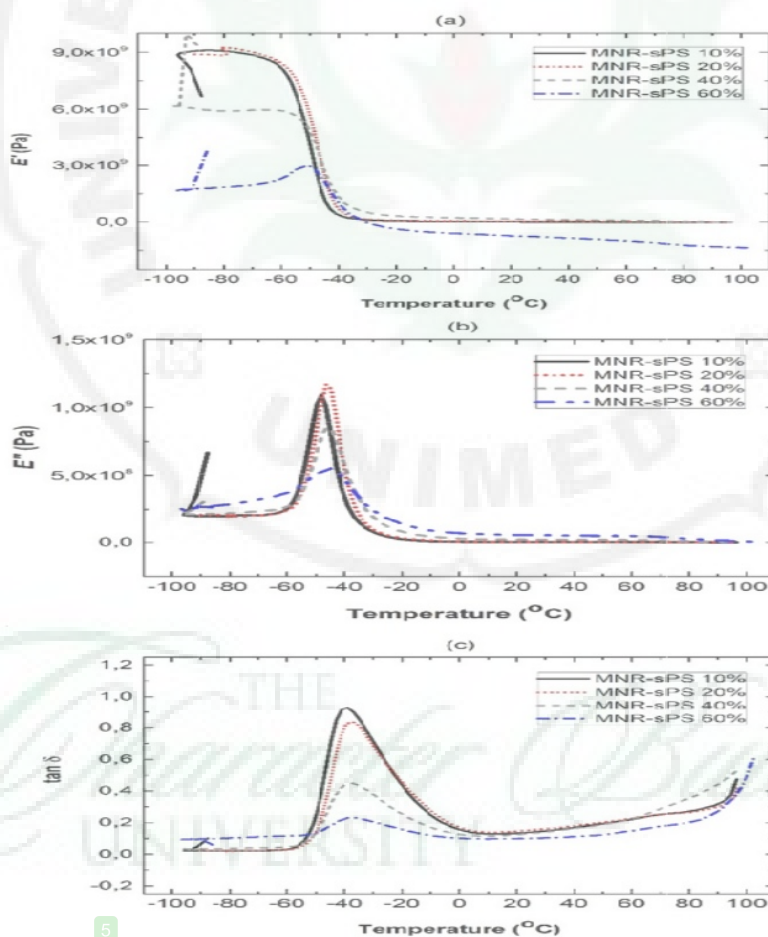 (a)
9,0x10⁹
6,0x10⁹
3,0x10⁹
0,0
E' (Pa)
MNR-sPS 10%
MNR-sPS 20%
MNR-sPS 40%
MNR-sPS 60%
-100 -80 -60 -40 -20 0 20 40 60 80 100
Temperature (°C)
(b)
1,5x10⁹
1,0x10⁹
5,0x10⁸
0,0
E" (Pa)
MNR-sPS 10%
MNR-sPS 20%
MNR-sPS 40%
MNR-sPS 60%
-100 -80 -60 -40 -20 0 20 40 60 80 100
Temperature (°C)
(c)
1,2
1,0
0,8
0,6
0,4
0,2
0,0
-0,2
tan δ
MNR-sPS 10%
MNR-sPS 20%
MNR-sPS 40%
MNR-sPS 60%
-100 -80 -60 -40 -20 0 20 40 60 80 100
Temperature (°C)
UNIMED
THE
Character Bu
UNIVERSITY
5